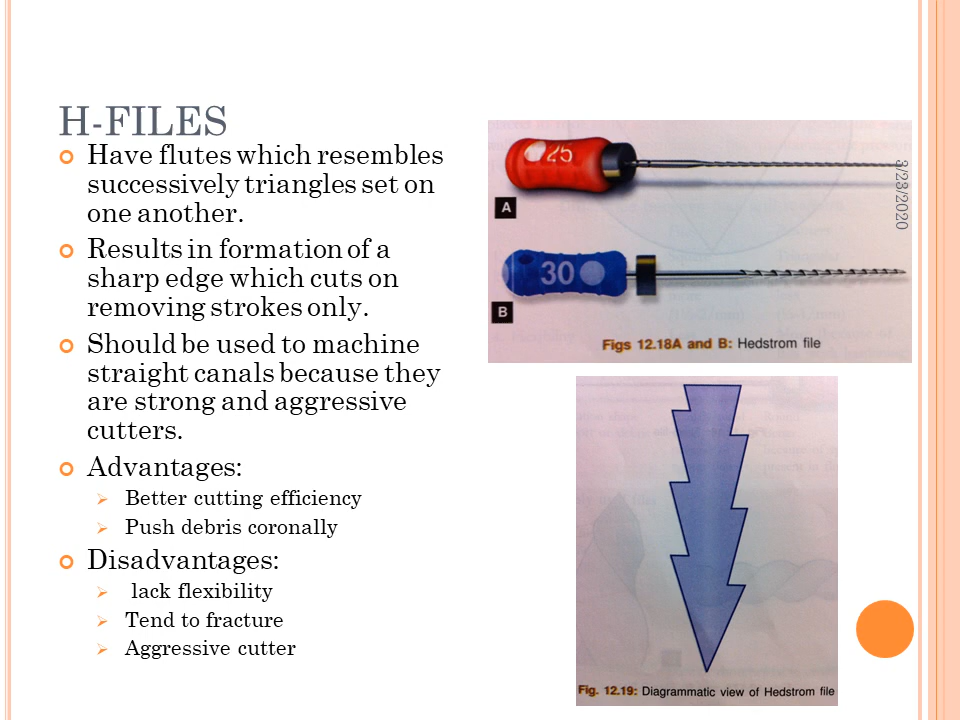 H-FILES
Have flutes which resembles
successively triangles set on
one another.
Results in formation of a
sharp edge which cuts on
removing strokes only.
Should be used to machine
straight canals because they
are strong and aggressive
cutters.
Advantages:
Better cutting efficiency
Push debris coronally
Disadvantages:
lack flexibility
Tend to fracture
Aggressive cutter
25
A
30
B
Figs 12.18A and B: Hedstrom file
3/23/2020
Fig. 12.19: Diagrammatic view of Hedstrom file